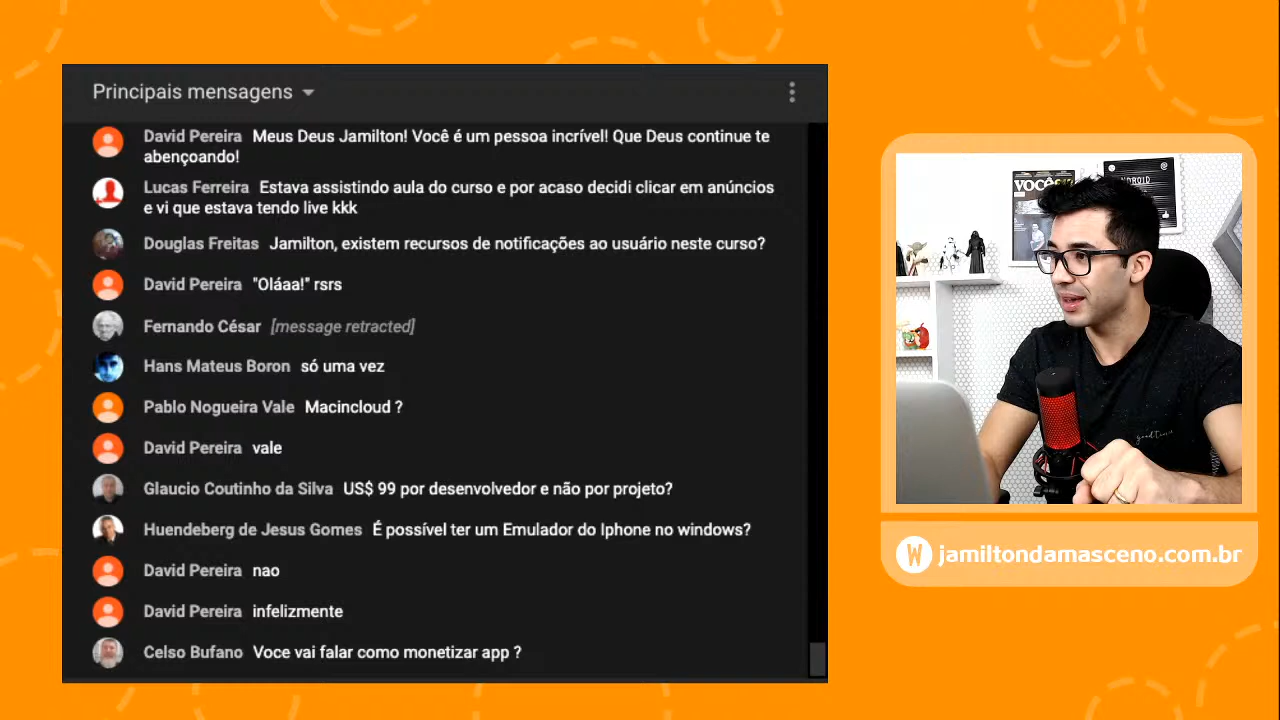 Principais mensagens
David Pereira Meus Deus Jamilton! Você é um pessoa incrível! Que Deus continue te
abençoando!
Lucas Ferreira Estava assistindo aula do curso e por acaso decidi clicar em anúncios
e vi que estava tendo live kkk
Douglas Freitas Jamilton, existem recursos de notificações ao usuário neste curso?
David Pereira "Oláaa!" rsrs
Fernando César [message retracted]
Hans Mateus Boron só uma vez
Pablo Nogueira Vale Macincloud ?
David Pereira vale
Glaucio Coutinho da Silva US$ 99 por desenvolvedor e não por projeto?
Huendeberg de Jesus Gomes É possível ter um Emulador do Iphone no windows?
David Pereira nao
David Pereira infelizmente
Celso Bufano Voce vai falar como monetizar app ?
VOCÊ
ANDROID
good times
W jamiltondamasceno.com.br